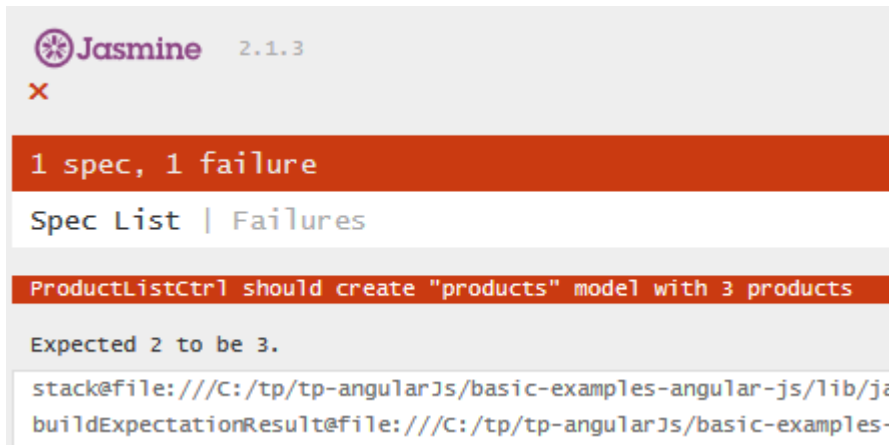 Jasmine 2.1.3
×
1 spec, 1 failure
Spec List | Failures
ProductListCtrl should create "products" model with 3 products
Expected 2 to be 3.
stack@file:///C:/tp/tp-angularJs/basic-examples-angular-js/lib/ja
buildExpectationResult@file:///C:/tp/tp-angularJs/basic-examples-